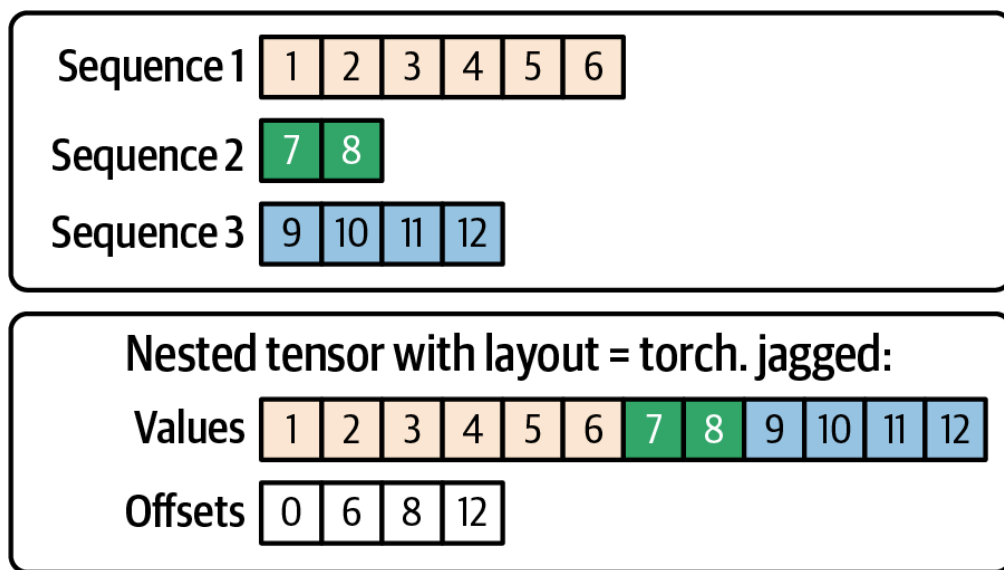 Sequence 1 1 2 3 4 5 6
Sequence 2 7 8
Sequence 3 9 10 11 12
Nested tensor with layout = torch. jagged:
Values 1 2 3 4 5 6 7 8 9 10 11 12
Offsets 0 6 8 12